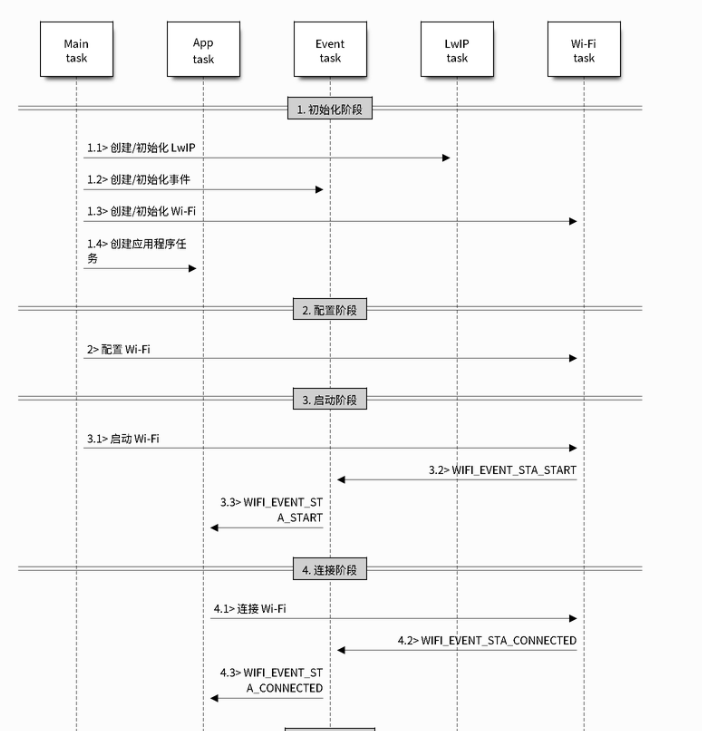 Main
task
App
task
Event
task
LwIP
task
Wi-Fi
task
1. 初始化阶段
1.1> 创建/初始化 LwIP
1.2> 创建/初始化事件
1.3> 创建/初始化 Wi-Fi
1.4> 创建应用程序任
务
2. 配置阶段
2> 配置 Wi-Fi
3. 启动阶段
3.1> 启动 Wi-Fi
3.2> WIFI_EVENT_STA_START
3.3> WIFI_EVENT_ST
A_START
4. 连接阶段
4.1> 连接 Wi-Fi
4.2> WIFI_EVENT_STA_CONNECTED
4.3> WIFI_EVENT_ST
A_CONNECTED